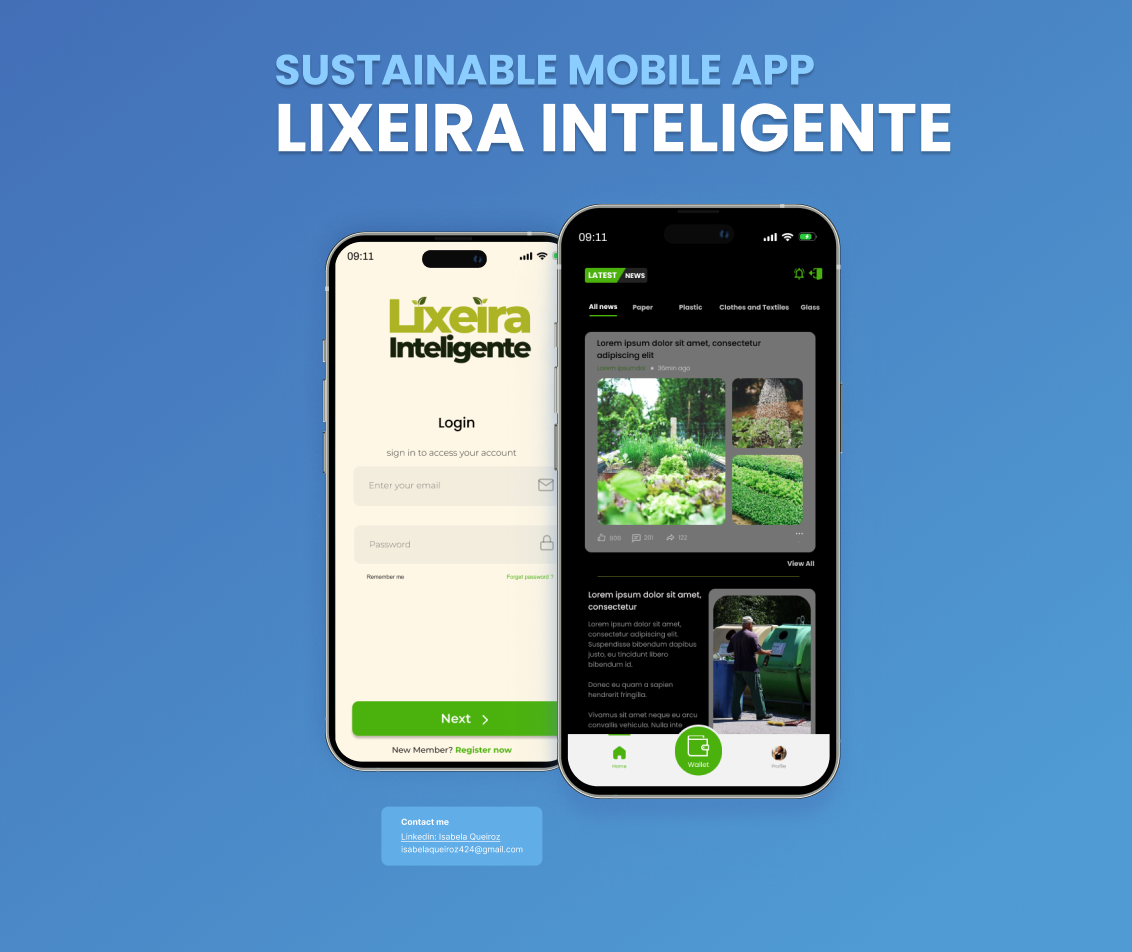 SUSTAINABLE MOBILE APP
LIXEIRA INTELIGENTE
09:11
Lixeira
Inteligente
Login
sign in to access your account
Enter your email
Password
Remember me
Forgot password ?
Next
New Member? Register now
09:11
LATEST NEWS
All news Paper Plastic Clothes and Textiles Glass
Lorem ipsum dolor sit amet, consectetur
adipiscing elit
36min ago
201 122
View All
Lorem ipsum dolor sit amet,
consectetur
Lorem ipsum dolor sit amet,
consectetur adipiscing elit.
Suspendisse bibendum dapibus
justo, eu tincidunt libero
bibendum id.
Donec eu quam a sapien
hendrerit fringilla.
Vivamus sit amet neque eu arcu
convallis vehicula. Nulla inte
Home Wallet Profile
Contact me
Linkedin: Isabela Queiroz
isabelaqueiroz424@gmail.com